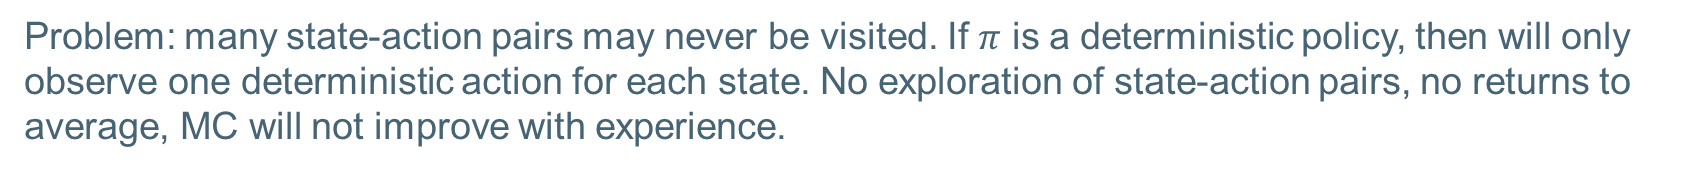 Problem: many state-action pairs may never be visited. If π is a deterministic policy, then will only
observe one deterministic action for each state. No exploration of state-action pairs, no returns to
average, MC will not improve with experience.